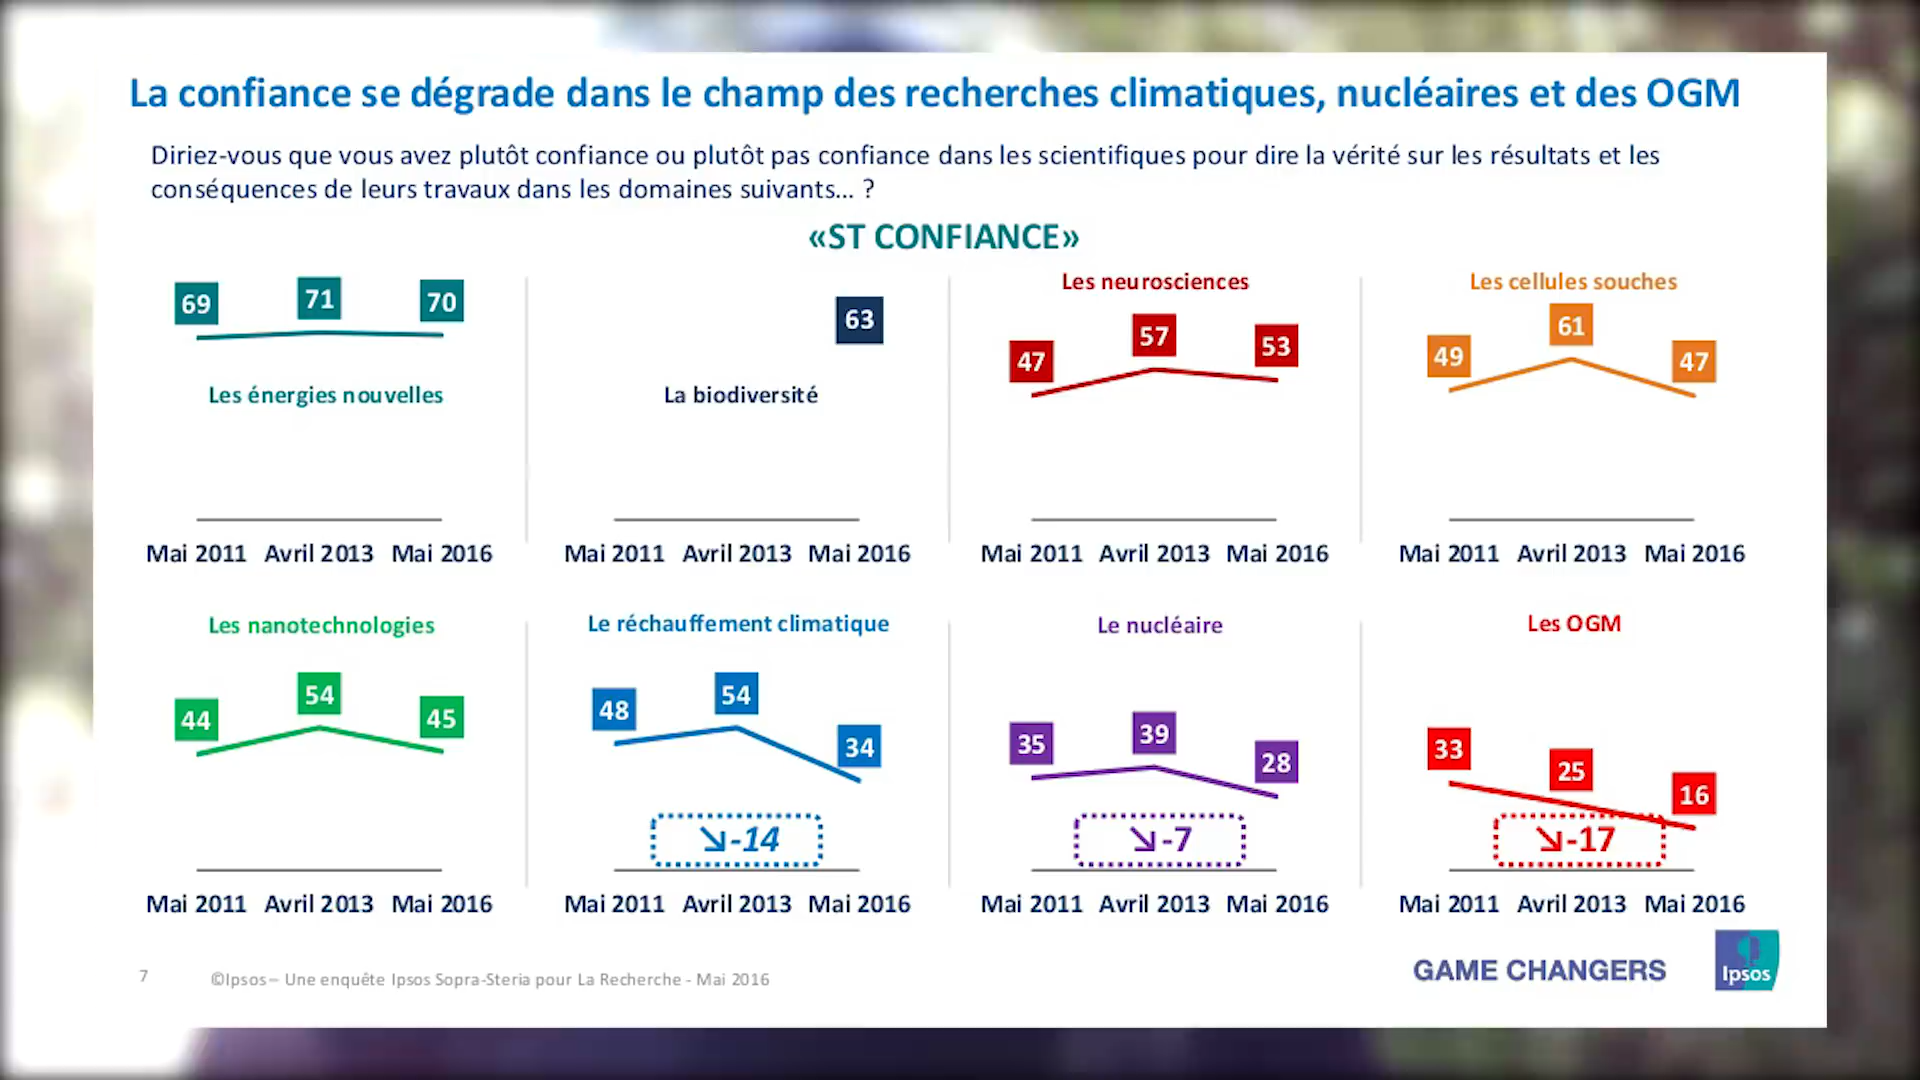 La confiance se dégrade dans le champ des recherches climatiques, nucléaires et des OGM
Diriez-vous que vous avez plutôt confiance ou plutôt pas confiance dans les scientifiques pour dire la vérité sur les résultats et les
conséquences de leurs travaux dans les domaines suivants... ?
«ST CONFIANCE»
69 71 70
Les énergies nouvelles
Mai 2011 Avril 2013 Mai 2016
63
La biodiversité
Mai 2011 Avril 2013 Mai 2016
Les neurosciences
47 57 53
Mai 2011 Avril 2013 Mai 2016
Les cellules souches
49 61 47
Mai 2011 Avril 2013 Mai 2016
Les nanotechnologies
44 54 45
Mai 2011 Avril 2013 Mai 2016
Le réchauffement climatique
48 54 34
↘-14
Mai 2011 Avril 2013 Mai 2016
Le nucléaire
35 39 28
↘-7
Mai 2011 Avril 2013 Mai 2016
Les OGM
33 25 16
↘-17
Mai 2011 Avril 2013 Mai 2016
7 ©Ipsos – Une enquête Ipsos Sopra-Steria pour La Recherche - Mai 2016
GAME CHANGERS
Ipsos